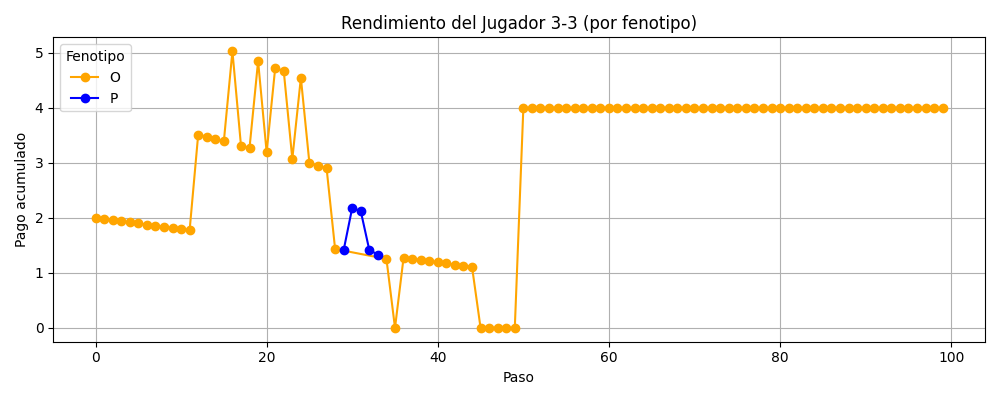 Rendimiento del Jugador 3-3 (por fenotipo)
Fenotipo
O
P
Pago acumulado
5
4
3
2
1
0
0 20 40 60 80 100
Paso